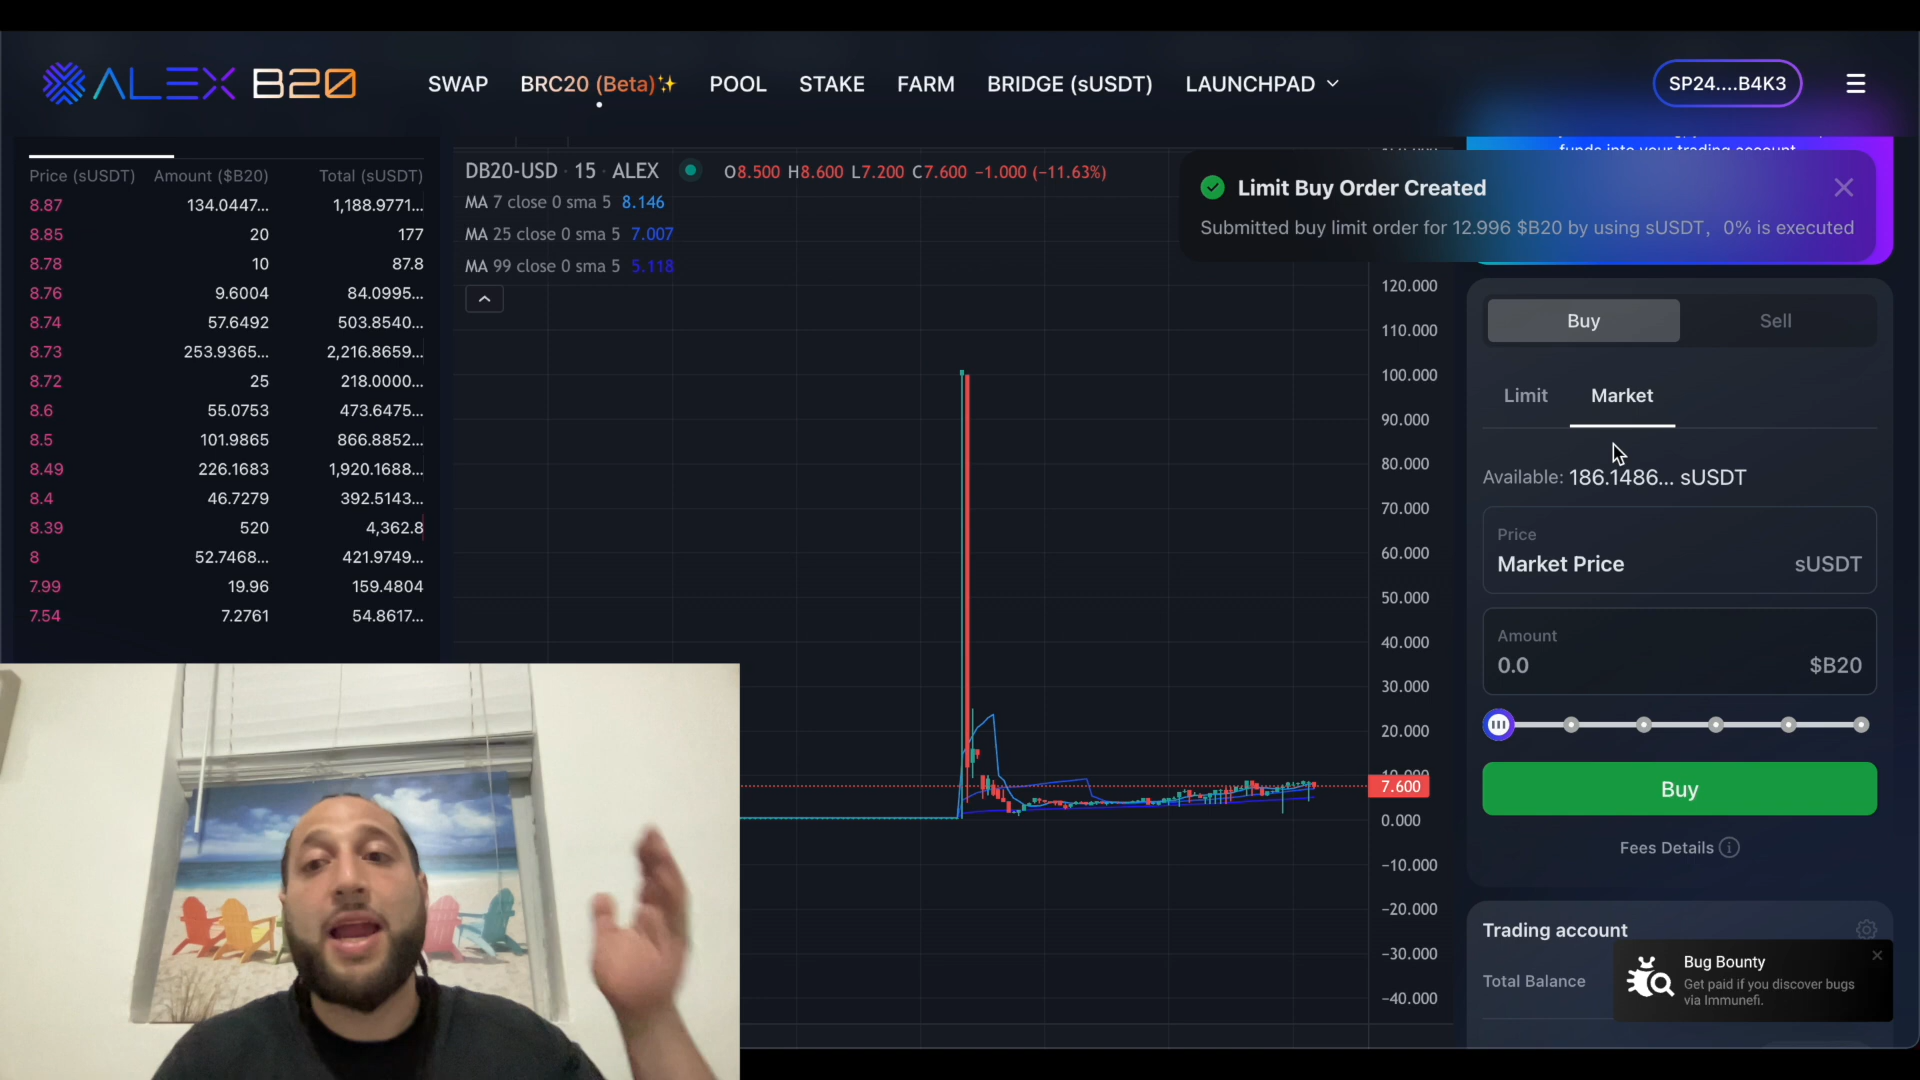 ALEX B20
SWAP
BRC20 (Beta)✨
POOL
STAKE
FARM
BRIDGE (sUSDT)
LAUNCHPAD
SP24....B4K3
Price (sUSDT) Amount ($B20) Total (sUSDT)
8.87 134.0447... 1,188.9771...
8.85 20 177
8.78 10 87.8
8.76 9.6004 84.0995...
8.74 57.6492 503.8540...
8.73 253.9365... 2,216.8659...
8.72 25 218.0000...
8.6 55.0753 473.6475...
8.5 101.9865 866.8852...
8.49 226.1683 1,920.1688...
8.4 46.7279 392.5143...
8.39 520 4,362.8
8 52.7468... 421.9749...
7.99 19.96 159.4804
7.54 7.2761 54.8617...
DB20-USD · 15 · ALEX O8.500 H8.600 L7.200 C7.600 −1.000 (−11.63%)
MA 7 close 0 sma 5 8.146
MA 25 close 0 sma 5 7.007
MA 99 close 0 sma 5 5.118
120.000
110.000
100.000
90.000
80.000
70.000
60.000
50.000
40.000
30.000
20.000
10.000
7.600
0.000
−10.000
−20.000
−30.000
−40.000
funds into your trading account
Limit Buy Order Created
Submitted buy limit order for 12.996 $B20 by using sUSDT, 0% is executed
Buy Sell
Limit Market
Available: 186.1486... sUSDT
Price
Market Price sUSDT
Amount
0.0 $B20
Buy
Fees Details
Trading account
Total Balance
Bug Bounty
Get paid if you discover bugs
via Immunefi.